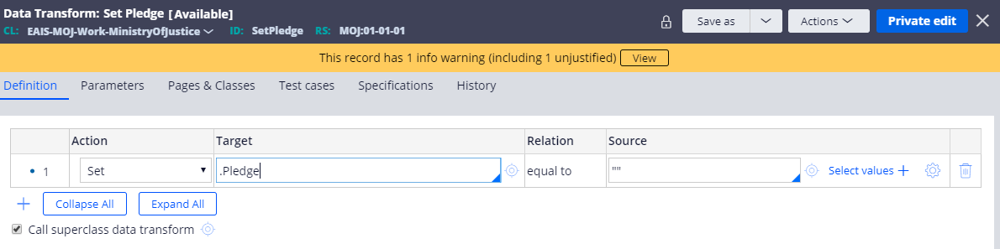 Data Transform: Set Pledge [Available]
CL: EAIS-MOJ-Work-MinistryOfJustice ID: SetPledge RS: MOJ:01-01-01
Save as Actions Private edit
This record has 1 info warning (including 1 unjustified) View
Definition Parameters Pages & Classes Test cases Specifications History
Action Target Relation Source
1 Set .Pledge equal to "" Select values
Collapse All Expand All
Call superclass data transform